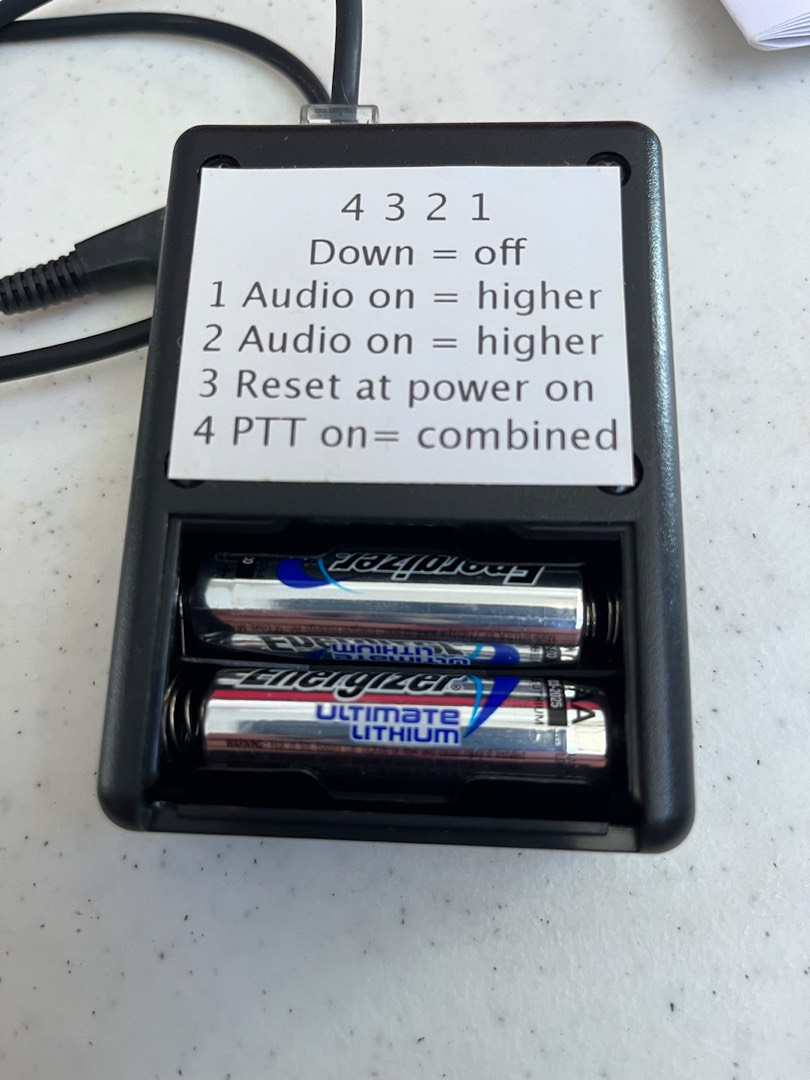 4 3 2 1
Down = off
1 Audio on = higher
2 Audio on = higher
3 Reset at power on
4 PTT on= combined
Energizer
Energizer
ULTIMATE
LITHIUM
AA